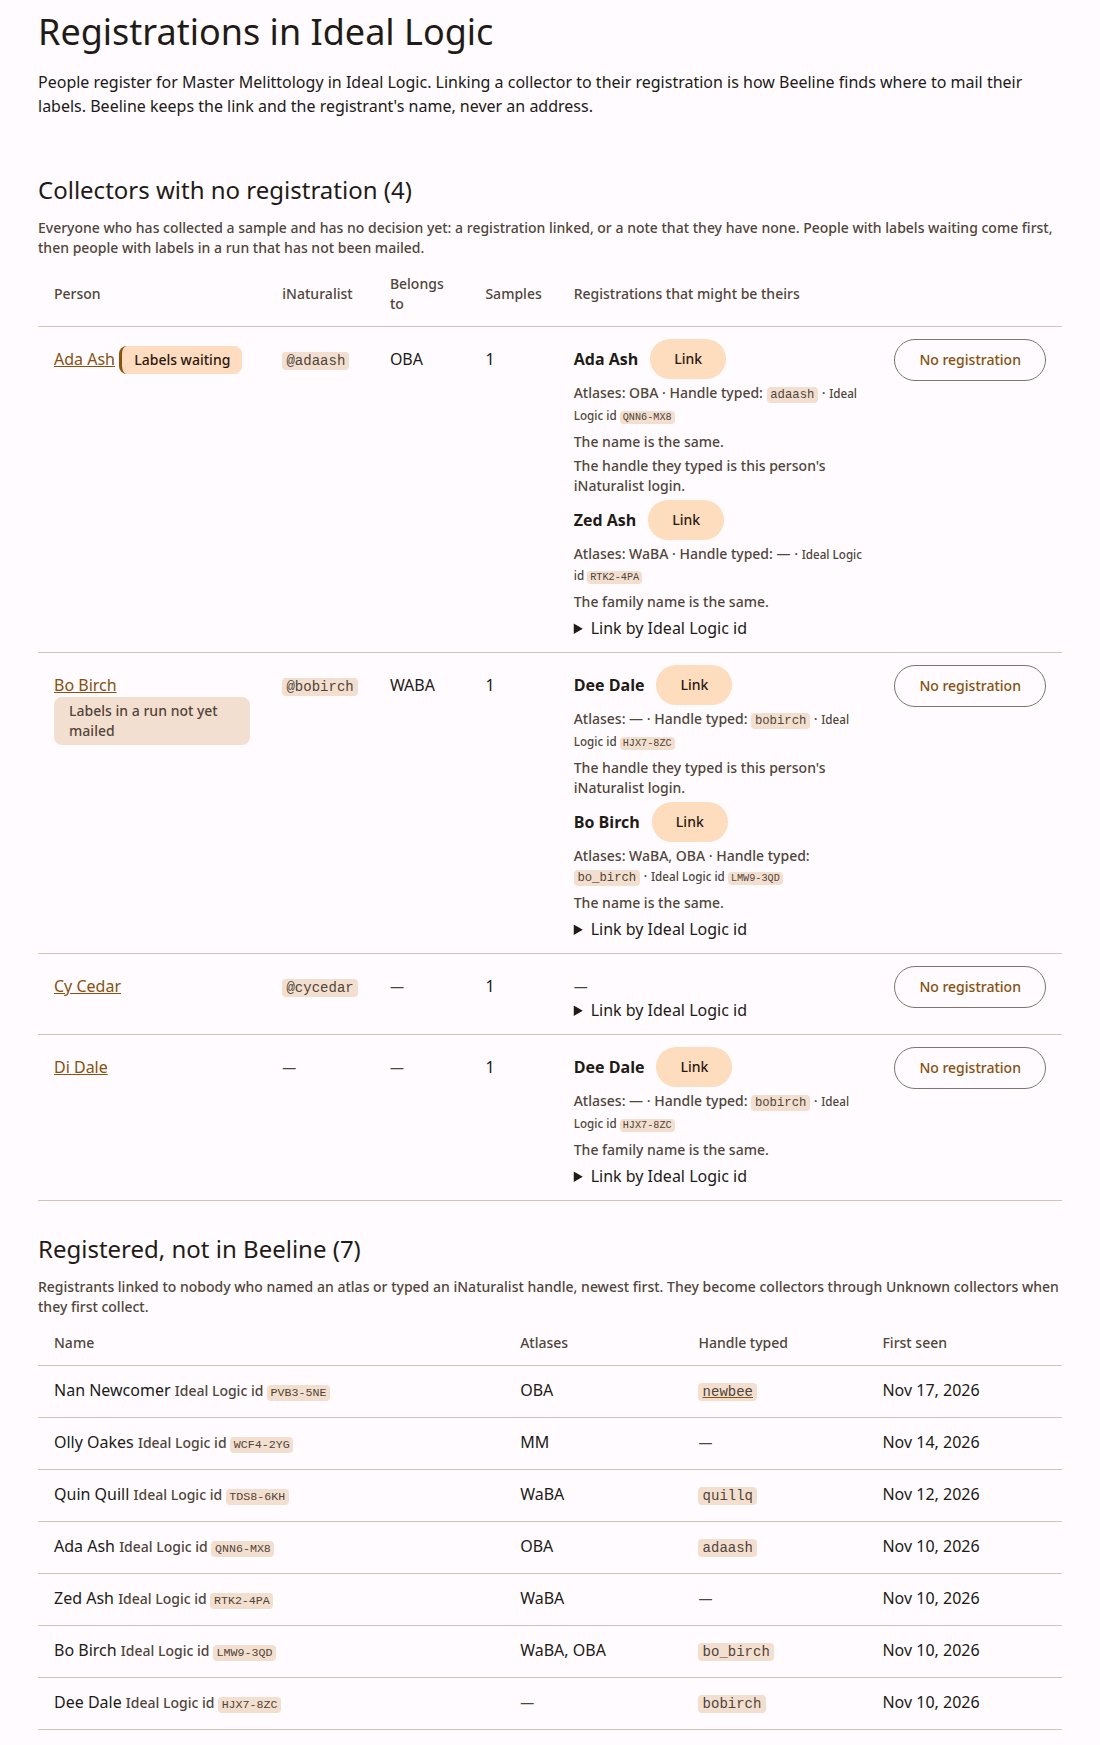 Registrations in Ideal Logic
People register for Master Melittology in Ideal Logic. Linking a collector to their registration is how Beeline finds where to mail their
labels. Beeline keeps the link and the registrant's name, never an address.
Collectors with no registration (4)
Everyone who has collected a sample and has no decision yet: a registration linked, or a note that they have none. People with labels waiting come first,
then people with labels in a run that has not been mailed.
Person iNaturalist Belongs to Samples Registrations that might be theirs
Ada Ash Labels waiting @adaash OBA 1 Ada Ash Link No registration
Atlases: OBA · Handle typed: adaash · Ideal
Logic id QNN6-MX8
The name is the same.
The handle they typed is this person's
iNaturalist login.
Zed Ash Link
Atlases: WaBA · Handle typed: — · Ideal Logic
id RTK2-4PA
The family name is the same.
▶ Link by Ideal Logic id
Bo Birch @bobirch WABA 1 Dee Dale Link No registration
Labels in a run not yet
mailed
Atlases: — · Handle typed: bobirch · Ideal
Logic id HJX7-8ZC
The handle they typed is this person's
iNaturalist login.
Bo Birch Link
Atlases: WaBA, OBA · Handle typed:
bo_birch · Ideal Logic id LMW9-3QD
The name is the same.
▶ Link by Ideal Logic id
Cy Cedar @cycedar — 1 — No registration
▶ Link by Ideal Logic id
Di Dale — — 1 Dee Dale Link No registration
Atlases: — · Handle typed: bobirch · Ideal
Logic id HJX7-8ZC
The family name is the same.
▶ Link by Ideal Logic id
Registered, not in Beeline (7)
Registrants linked to nobody who named an atlas or typed an iNaturalist handle, newest first. They become collectors through Unknown collectors when
they first collect.
Name Atlases Handle typed First seen
Nan Newcomer Ideal Logic id PVB3-5NE OBA newbee Nov 17, 2026
Olly Oakes Ideal Logic id WCF4-2YG MM — Nov 14, 2026
Quin Quill Ideal Logic id TDS8-6KH WaBA quillq Nov 12, 2026
Ada Ash Ideal Logic id QNN6-MX8 OBA adaash Nov 10, 2026
Zed Ash Ideal Logic id RTK2-4PA WaBA — Nov 10, 2026
Bo Birch Ideal Logic id LMW9-3QD WaBA, OBA bo_birch Nov 10, 2026
Dee Dale Ideal Logic id HJX7-8ZC — bobirch Nov 10, 2026